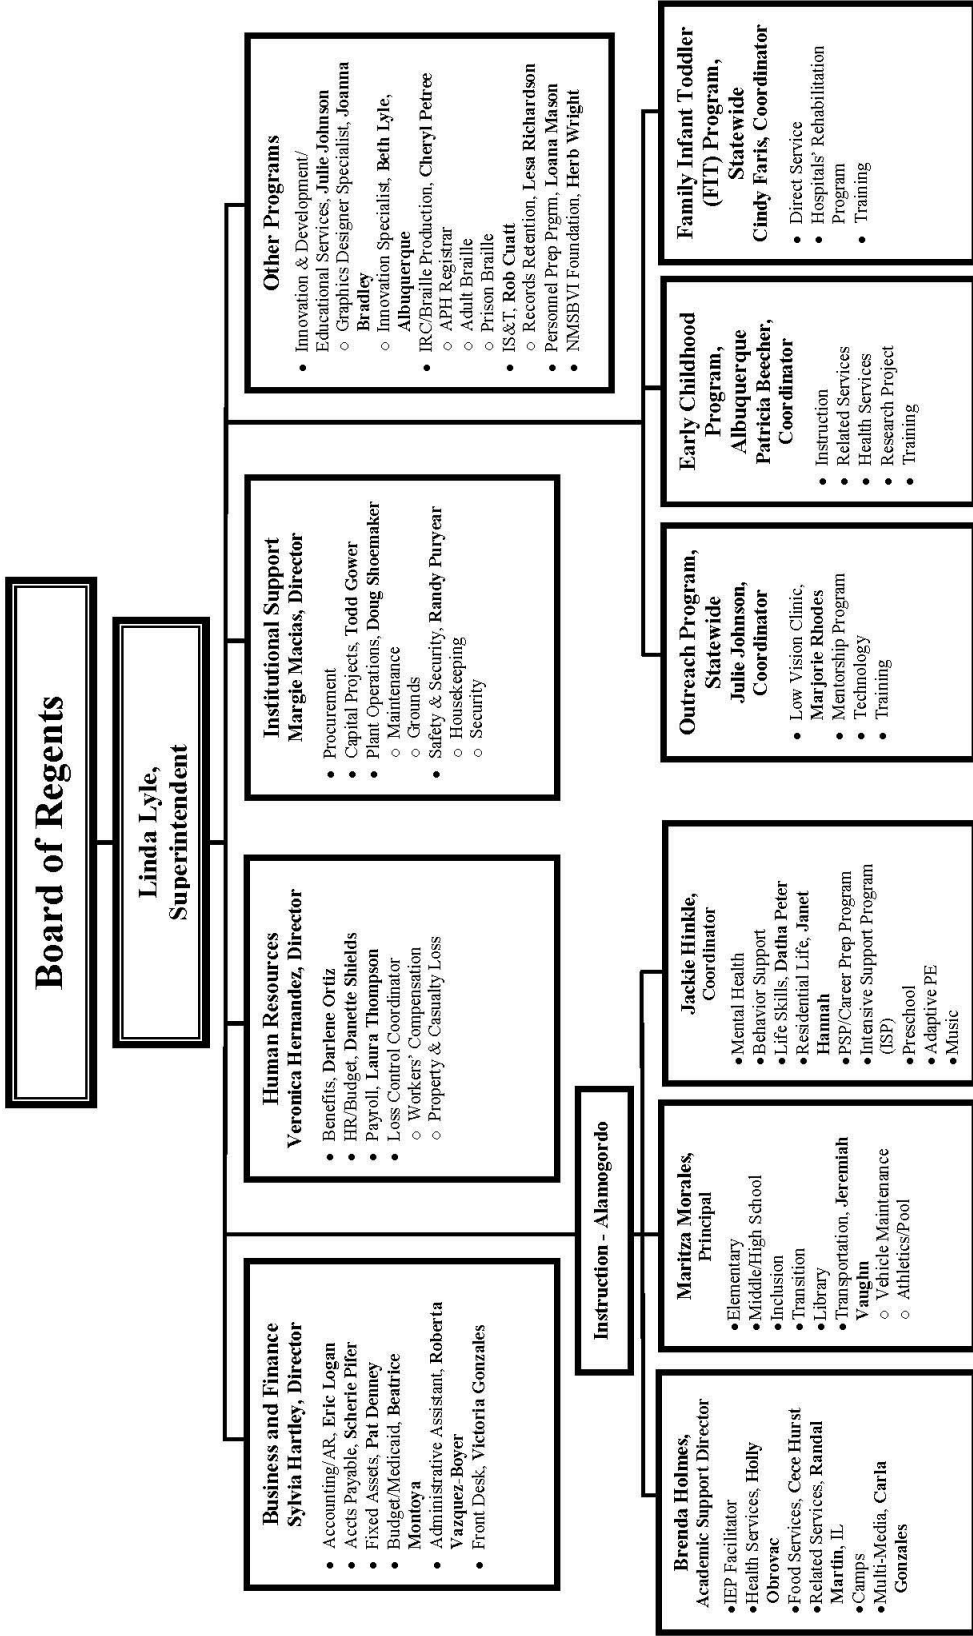 Board of Regents
Linda Lyle,
Superintendent
Business and Finance
Sylvia Hartley, Director
• Accounting/AR, Eric Logan
• Accts Payable, Scherie Pifer
• Fixed Assets, Pat Denney
• Budget/Medicaid, Beatrice
Montoya
• Administrative Assistant, Roberta
Vazquez-Boyer
• Front Desk, Victoria Gonzales
Human Resources
Veronica Hernandez, Director
• Benefits, Darlene Ortiz
• HR/Budget, Danette Shields
• Payroll, Laura Thompson
• Loss Control Coordinator
○ Workers' Compensation
○ Property & Casualty Loss
Institutional Support
Margie Macias, Director
• Procurement
• Capital Projects, Todd Gower
• Plant Operations, Doug Shoemaker
○ Maintenance
○ Grounds
• Safety & Security, Randy Puryear
○ Housekeeping
○ Security
Other Programs
• Innovation & Development/
Educational Services, Julie Johnson
○ Graphics Designer Specialist, Joanna
Bradley
○ Innovation Specialist, Beth Lyle,
Albuquerque
• IRC/Braille Production, Cheryl Petree
○ APH Registrar
○ Adult Braille
○ Prison Braille
• IS&T, Rob Cuatt
○ Records Retention, Lesa Richardson
• Personnel Prep Prgrm, Loana Mason
• NMSBVI Foundation, Herb Wright
Instruction - Alamogordo
Brenda Holmes,
Academic Support Director
•IEP Facilitator
•Health Services, Holly
Obrovac
•Food Services, Cece Hurst
•Related Services, Randal
Martin, IL
•Camps
•Multi-Media, Carla
Gonzales
Maritza Morales,
Principal
•Elementary
•Middle/High School
•Inclusion
•Transition
•Library
•Transportation, Jeremiah
Vaughn
○ Vehicle Maintenance
○ Athletics/Pool
Jackie Hinkle,
Coordinator
•Mental Health
•Behavior Support
•Life Skills, Datha Peter
•Residential Life, Janet
Hannah
•PSP/Career Prep Program
•Intensive Support Program
(ISP)
•Preschool
•Adaptive PE
•Music
Outreach Program,
Statewide
Julie Johnson,
Coordinator
• Low Vision Clinic,
Marjorie Rhodes
• Mentorship Program
• Technology
• Training
Early Childhood
Program,
Albuquerque
Patricia Beecher,
Coordinator
• Instruction
• Related Services
• Health Services
• Research Project
• Training
Family Infant Toddler
(FIT) Program,
Statewide
Cindy Faris, Coordinator
• Direct Service
• Hospitals' Rehabilitation
Program
• Training